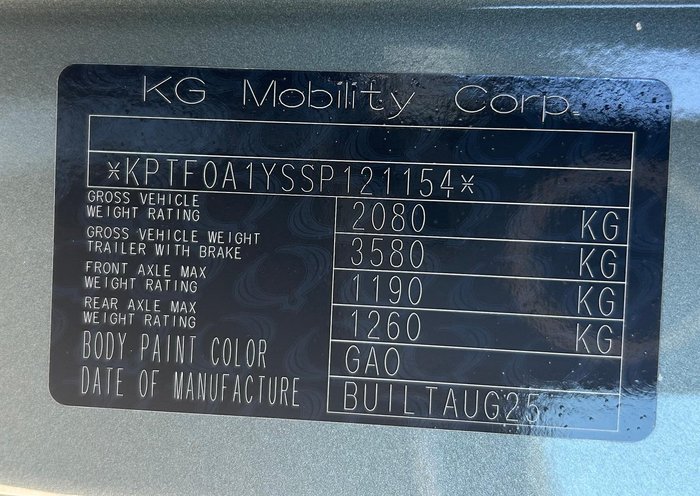 KG Mobility Corp.
*KPTF0A1YSSP121154*
GROSS VEHICLE
WEIGHT RATING
2080 KG
GROSS VEHICLE WEIGHT
TRAILER WITH BRAKE
3580 KG
FRONT AXLE MAX
WEIGHT RATING
1190 KG
REAR AXLE MAX
WEIGHT RATING
1260 KG
BODY PAINT COLOR
GAO
DATE OF MANUFACTURE
BUILTAUG25